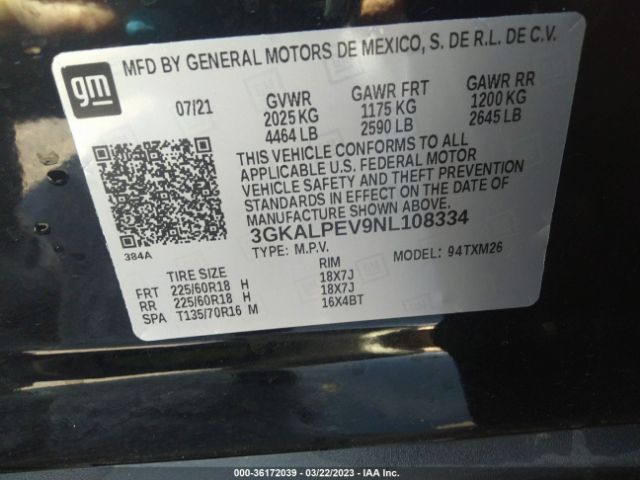 gm
MFD BY GENERAL MOTORS DE MEXICO, S. DE R.L. DE C.V.
07/21 GVWR GAWR FRT GAWR RR
2025 KG 1175 KG 1200 KG
4464 LB 2590 LB 2645 LB
THIS VEHICLE CONFORMS TO ALL
APPLICABLE U.S. FEDERAL MOTOR
VEHICLE SAFETY AND THEFT PREVENTION
STANDARDS IN EFFECT ON THE DATE OF
MANUFACTURE SHOWN ABOVE.
3GKALPEV9NL108334
384A TYPE: M.P.V. MODEL: 94TXM26
TIRE SIZE RIM
FRT 225/60R18 H 18X7J
RR 225/60R18 H 18X7J
SPA T135/70R16 M 16X4BT
000-36172039 - 03/22/2023 - IAA Inc.